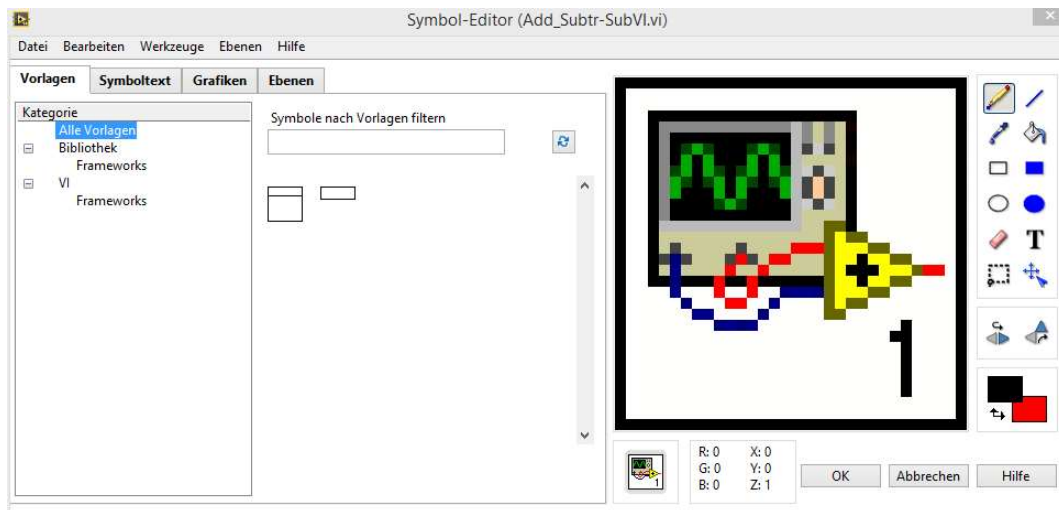 Symbol-Editor (Add_Subtr-SubVI.vi)
Datei Bearbeiten Werkzeuge Ebenen Hilfe
Vorlagen Symboltext Grafiken Ebenen
Kategorie
Alle Vorlagen
Bibliothek
Frameworks
VI
Frameworks
Symbole nach Vorlagen filtern
1
T
R: 0 X: 0
G: 0 Y: 0
B: 0 Z: 1
OK Abbrechen Hilfe